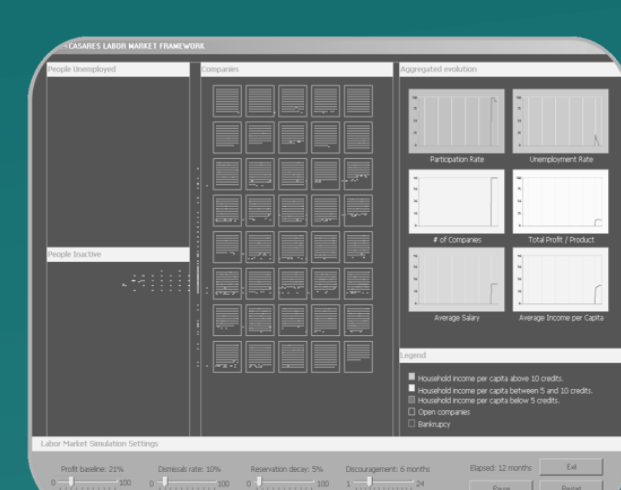 CASARES LABOR MARKET FRAMEWORK
People Unemployed
Companies
Aggregated evolution
Participation Rate
Unemployment Rate
# of Companies
Total Profit / Product
People Inactive
Average Salary
Average Income per Capita
Legend
Household income per capita above 10 credits.
Household income per capita between 5 and 10 credits.
Household income per capita below 5 credits.
Open companies
Bankrupcy
Labor Market Simulation Settings
Profit baseline: 21%
Dismissals rate: 10%
Reservation decay: 5%
Discouragement: 6 months
Elapsed: 12 months
Exit
0 100
0 100
0 100
1 24
Pause
Restart